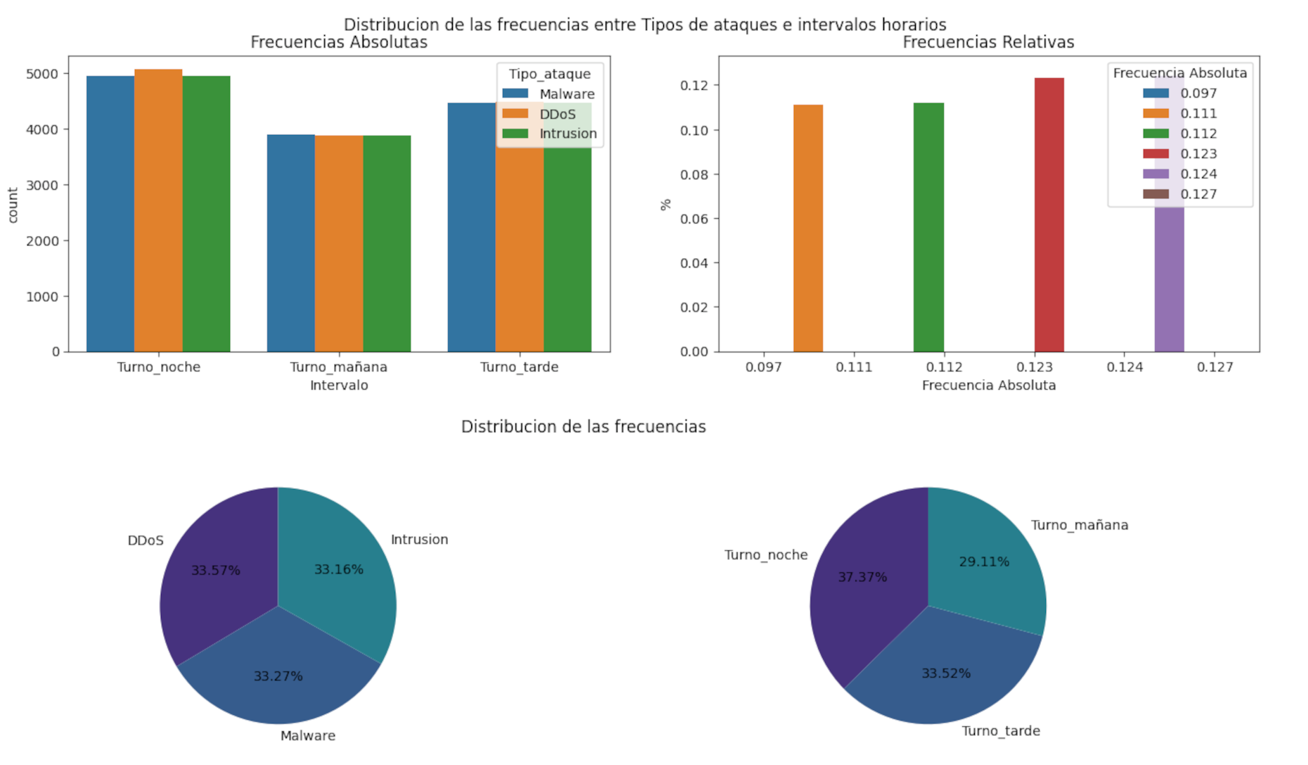 Distribucion de las frecuencias entre Tipos de ataques e intervalos horarios
Frecuencias Absolutas
5000
4000
3000
2000
1000
0
count
Tipo_ataque
Malware
DDoS
Intrusion
Turno_noche
Turno_mañana
Turno_tarde
Intervalo
Frecuencias Relativas
0.12
0.10
0.08
0.06
0.04
0.02
0.00
%
Frecuencia Absoluta
0.097
0.111
0.112
0.123
0.124
0.127
0.097
0.111
0.112
0.123
0.124
0.127
Frecuencia Absoluta
Distribucion de las frecuencias
DDoS
33.57%
Intrusion
33.16%
33.27%
Malware
Turno_noche
37.37%
Turno_mañana
29.11%
33.52%
Turno_tarde